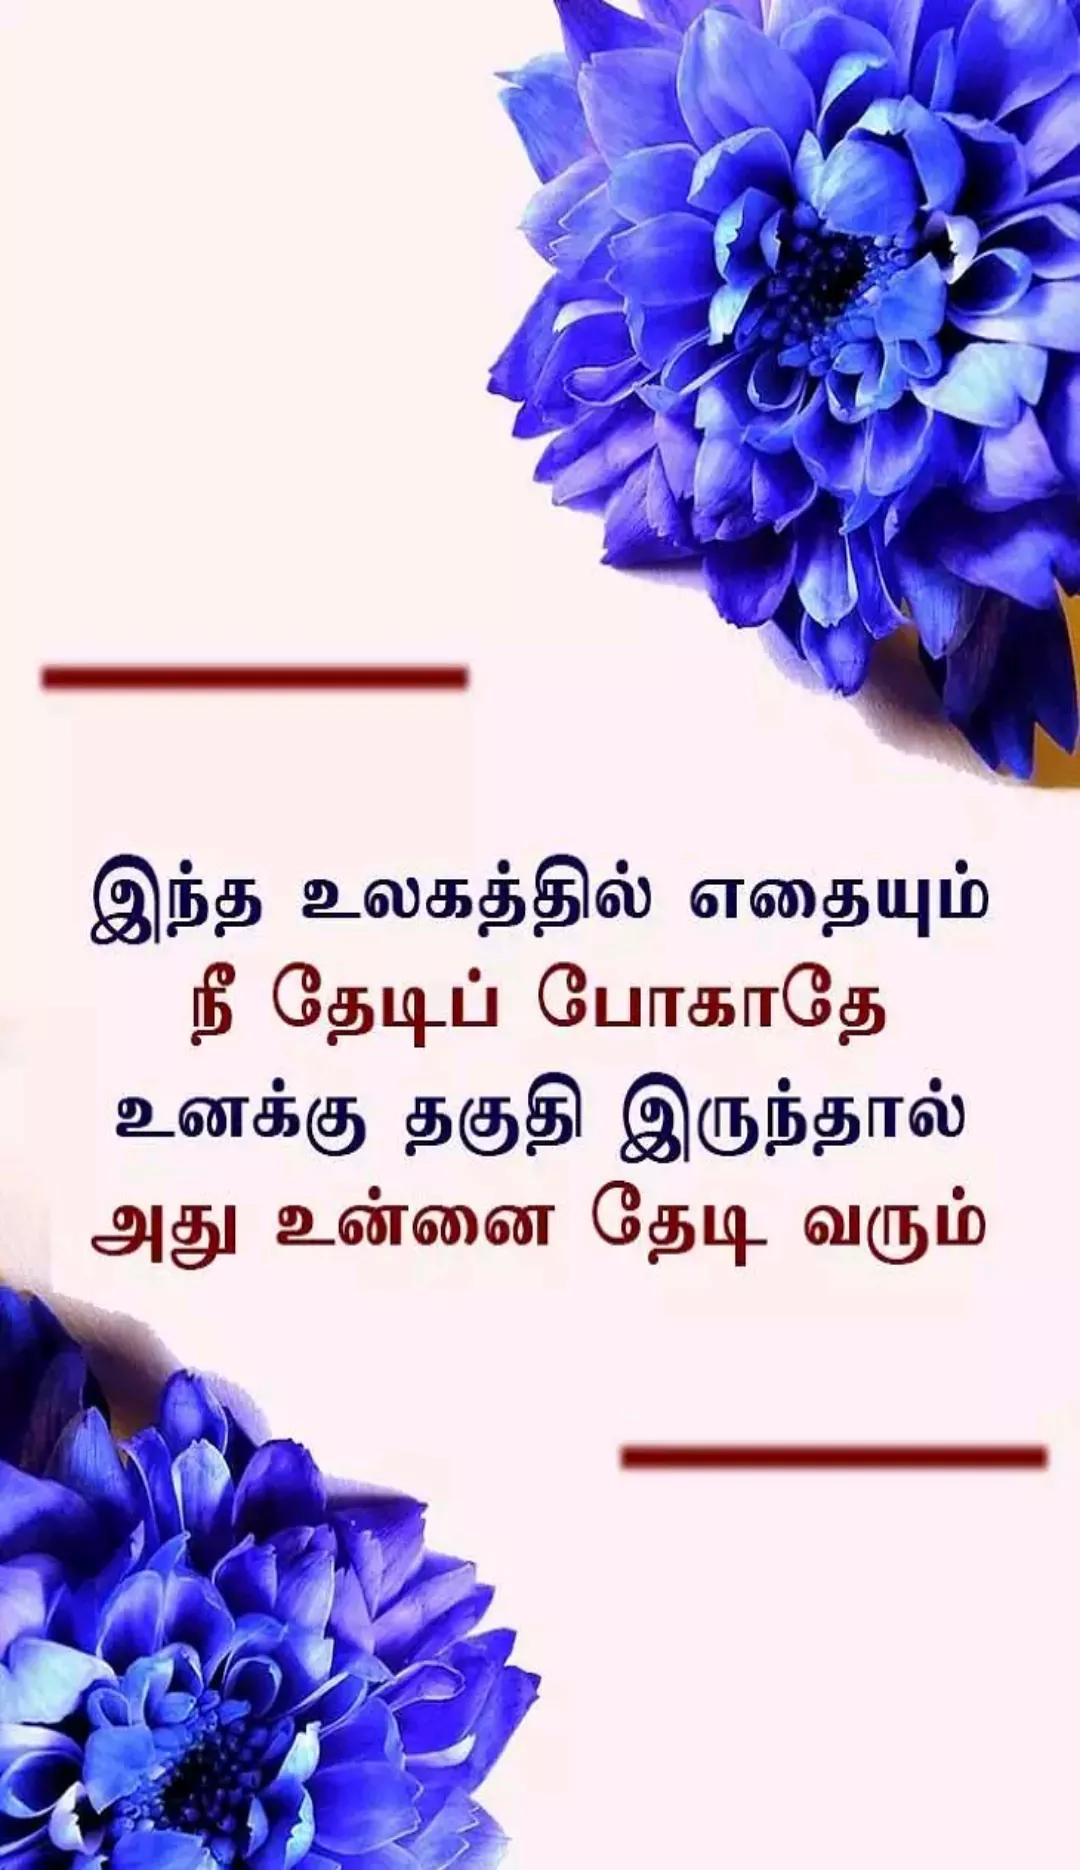 இந்த உலகத்தில் எதையும்
நீ தேடிப் போகாதே
உனக்கு தகுதி இருந்தால்
அது உன்னை தேடி வரும்